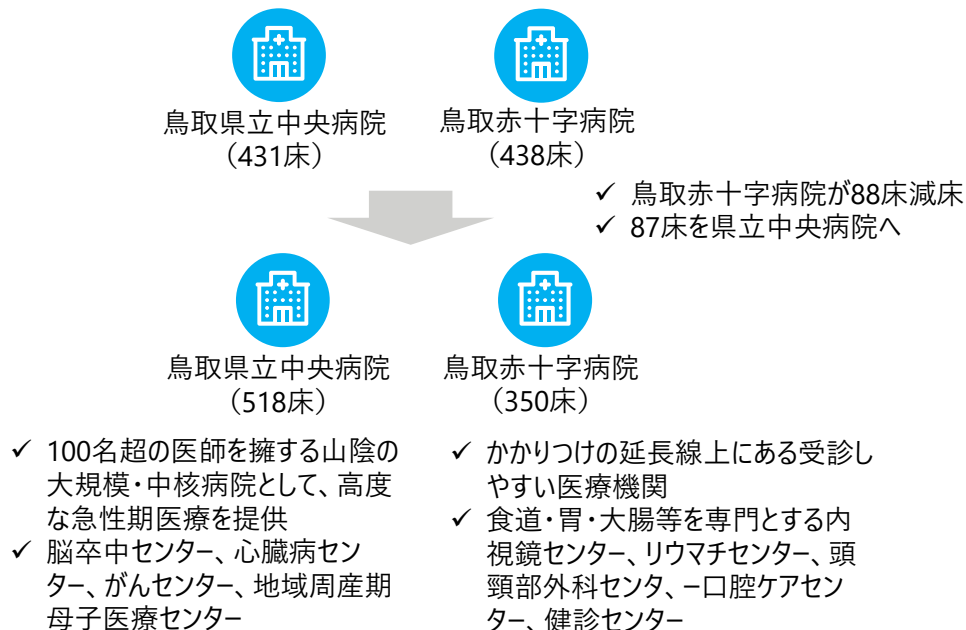 鳥取県立中央病院
（431床）
鳥取赤十字病院
（438床）
✓ 鳥取赤十字病院が88床減床
✓ 87床を県立中央病院へ
鳥取県立中央病院
（518床）
鳥取赤十字病院
（350床）
✓ 100名超の医師を擁する山陰の
大規模・中核病院として、高度
な急性期医療を提供
✓ 脳卒中センター、心臓病セン
ター、がんセンター、地域周産期
母子医療センター
✓ かかりつけの延長線上にある受診し
やすい医療機関
✓ 食道・胃・大腸等を専門とする内
視鏡センター、リウマチセンター、頭
頸部外科センタ、ー口腔ケアセン
ター、健診センター